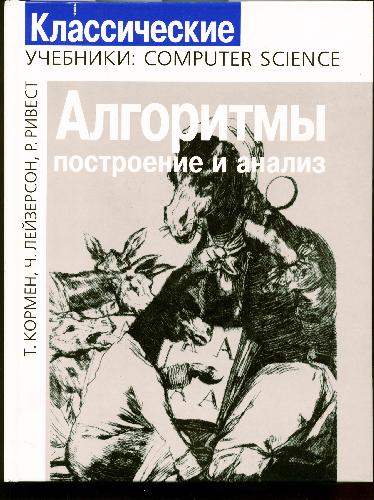 Классические
УЧЕБНИКИ: COMPUTER SCIENCE
Алгоритмы
построение и анализ
Т. КОРМЕН, Ч. ЛЕЙЗЕРСОН, Р. РИВЕСТ
А А
А